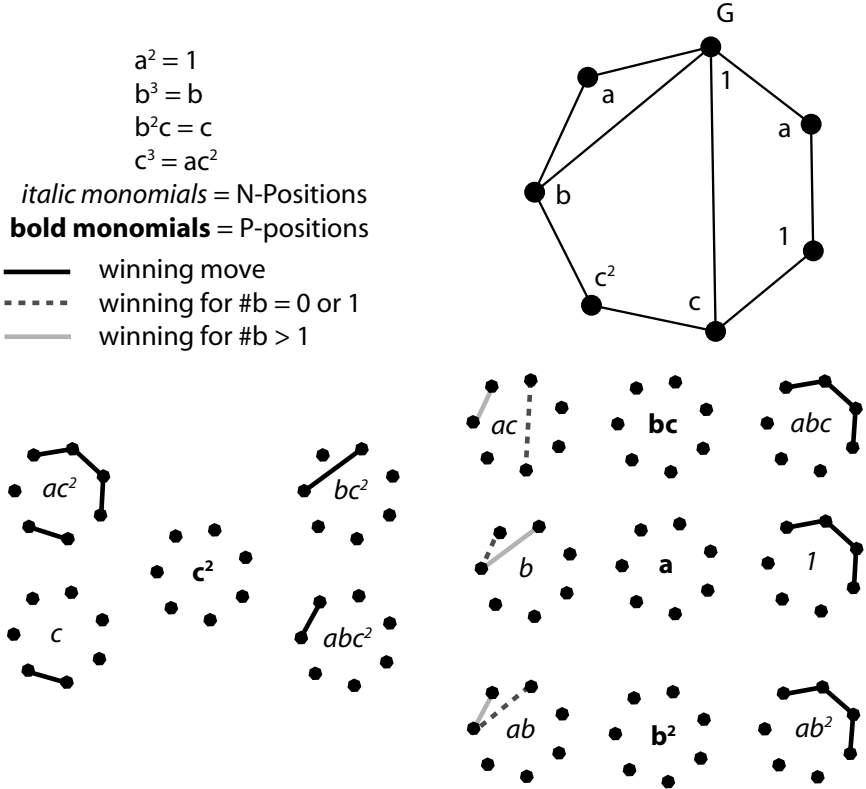 G
a² = 1
b³ = b
b²c = c
c³ = ac²
italic monomials = N-Positions
bold monomials = P-positions
winning move
winning for #b = 0 or 1
winning for #b > 1
a
1
a
b
1
c²
c
ac
bc
abc
ac²
bc²
c²
b
a
1
c
abc²
ab
b²
ab²